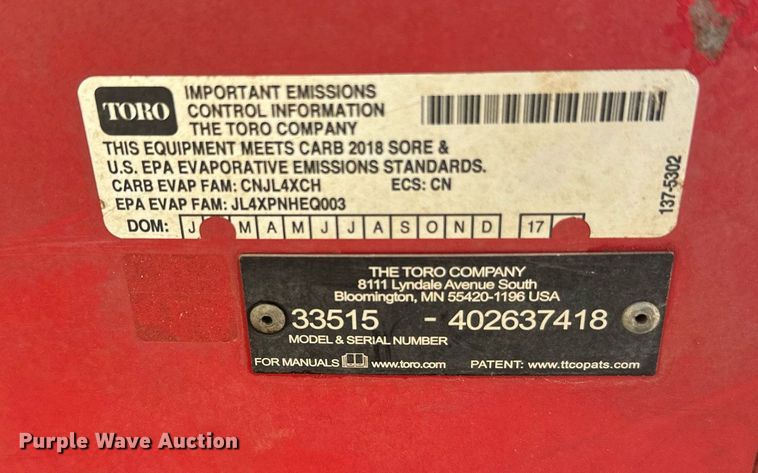 TORO
IMPORTANT EMISSIONS
CONTROL INFORMATION
THE TORO COMPANY
THIS EQUIPMENT MEETS CARB 2018 SORE &
U.S. EPA EVAPORATIVE EMISSIONS STANDARDS.
CARB EVAP FAM: CNJL4XCH ECS: CN
EPA EVAP FAM: JL4XPNHEQ003
DOM: J M A M J J A S O N D 17
137-5302
THE TORO COMPANY
8111 Lyndale Avenue South
Bloomington, MN 55420-1196 USA
33515 - 402637418
MODEL & SERIAL NUMBER
FOR MANUALS www.toro.com PATENT: www.ttcopats.com
Purple Wave Auction